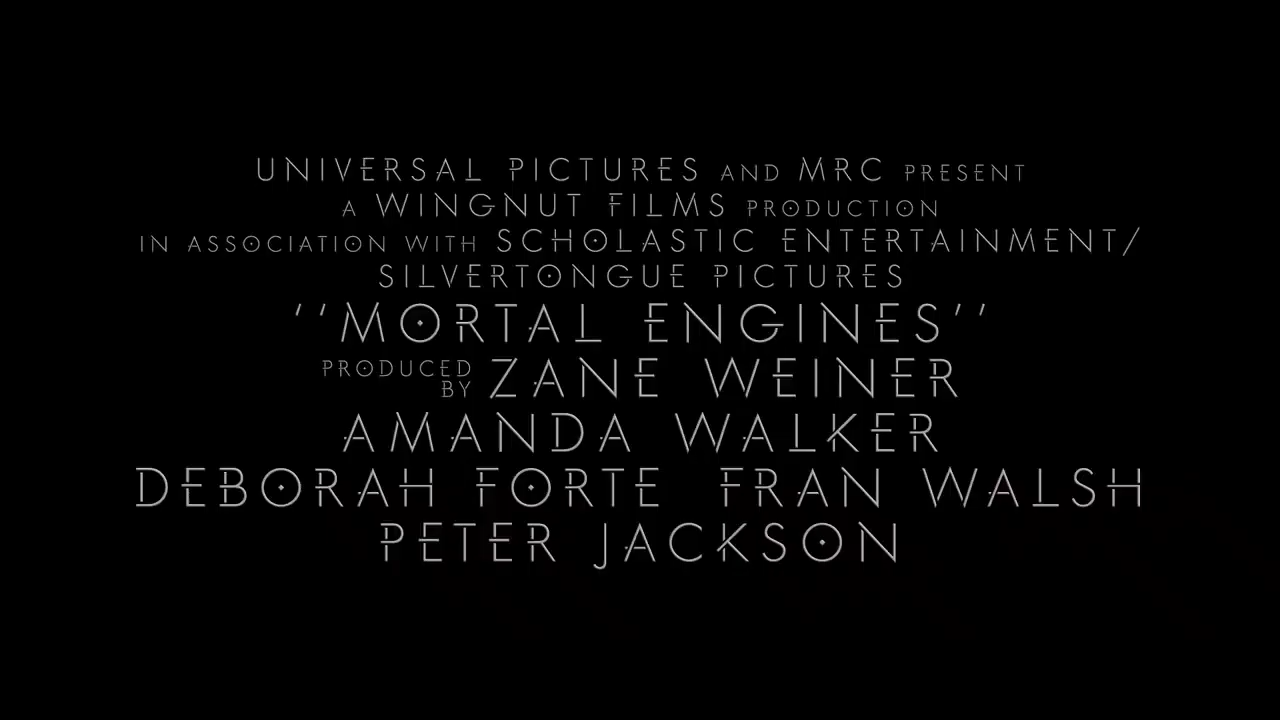 UNIVERSAL PICTURES AND MRC PRESENT
A WINGNUT FILMS PRODUCTION
IN ASSOCIATION WITH SCHOLASTIC ENTERTAINMENT/
SILVERTONGUE PICTURES
''MORTAL ENGINES''
PRODUCED BY ZANE WEINER
AMANDA WALKER
DEBORAH FORTE FRAN WALSH
PETER JACKSON